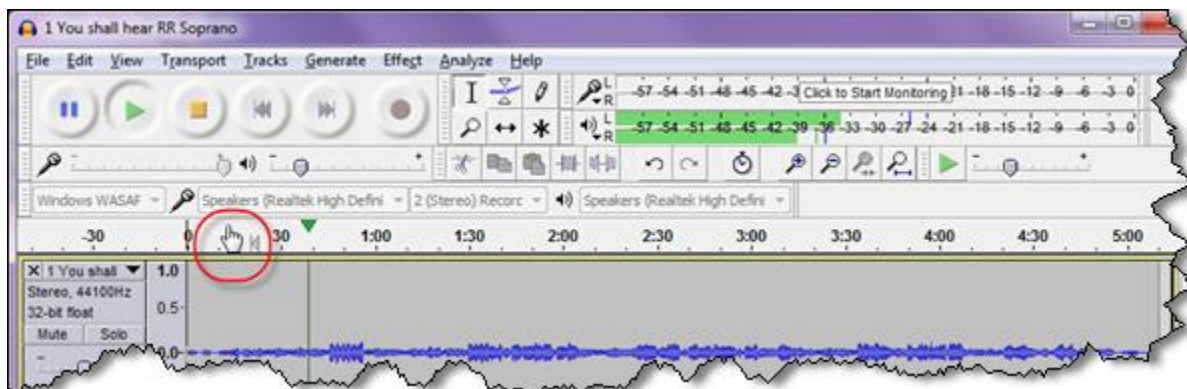 1 You shall hear RR Soprano
File Edit View Transport Tracks Generate Effect Analyze Help
L R -57 -54 -51 -48 -45 -42 -3 Click to Start Monitoring 1 -18 -15 -12 -9 -6 -3 0
L R -57 -54 -51 -48 -45 -42 -39 -36 -33 -30 -27 -24 -21 -18 -15 -12 -9 -6 -3 0
Windows WASAF Speakers (Realtek High Defini 2 (Stereo) Recorc Speakers (Realtek High Defini
-30 0 30 1:00 1:30 2:00 2:30 3:00 3:30 4:00 4:30 5:00
X 1 You shall 1.0
Stereo, 44100Hz
32-bit float 0.5
Mute Solo
0.0